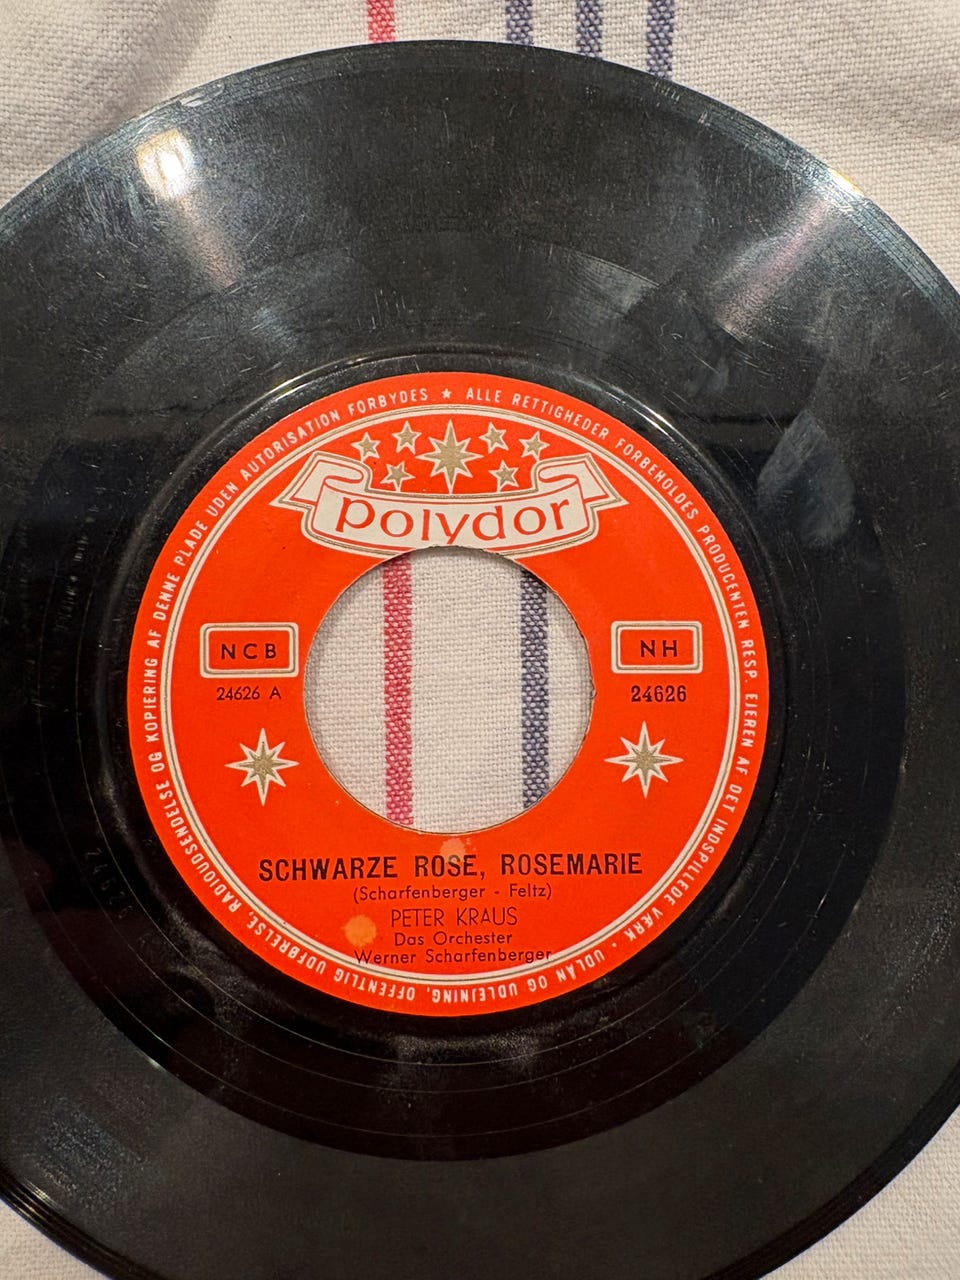 ALLE RETTIGHEDER FORBEHOLDES PRODUCENTEN RESP. EJEREN AF DET INDSPILLEDE VÆRK · UDLÅN OG UDLEJNING, OFFENTLIG UDFØRELSE, RADIOUDSENDELSE OG KOPIERING AF DENNE PLADE UDEN AUTORISATION FORBYDES ★
polydor
NCB
24626 A
NH
24626
SCHWARZE ROSE, ROSEMARIE
(Scharfenberger - Feltz)
PETER KRAUS
Das Orchester
Werner Scharfenberger